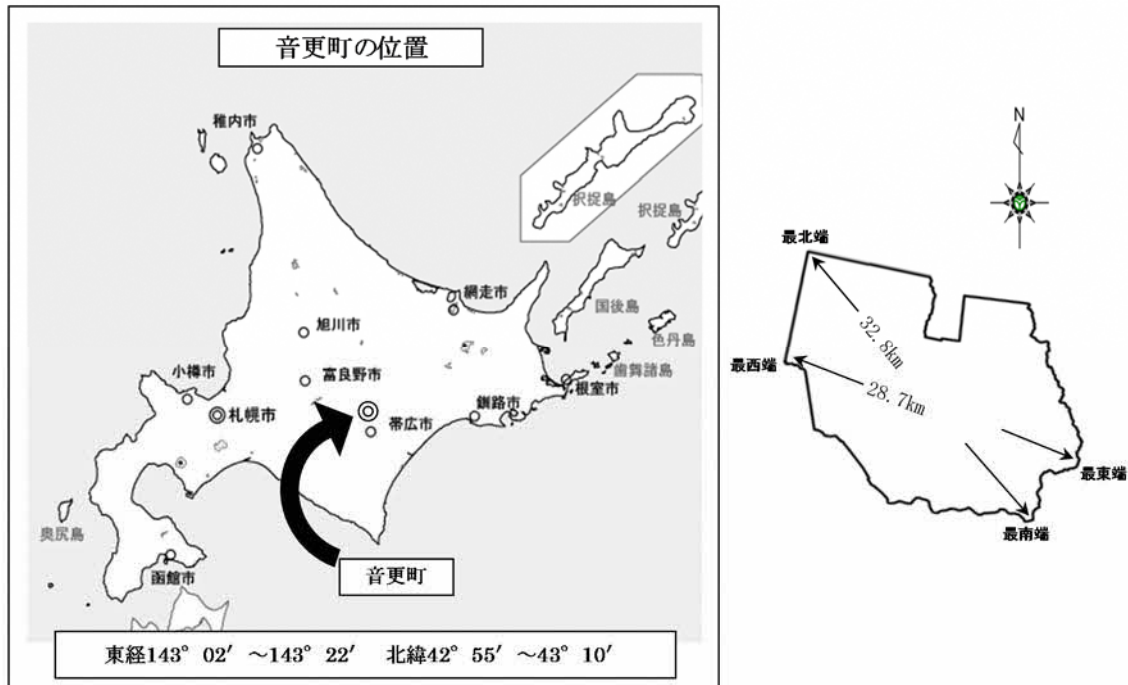 音更町の位置
稚内市
択捉島
択捉島
網走市
国後島
旭川市
色丹島
小樽市
富良野市
歯舞諸島
根室市
札幌市
釧路市
帯広市
奥尻島
函館市
音更町
東経143° 02′ ～143° 22′ 北緯42° 55′ ～43° 10′
N
最北端
32.8km
最西端
28.7km
最東端
最南端